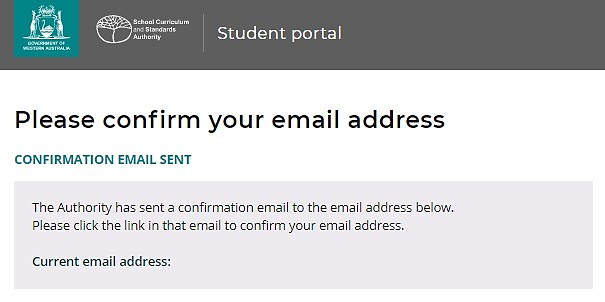 GOVERNMENT OF
WESTERN AUSTRALIA
School Curriculum
and Standards
Authority
Student portal
Please confirm your email address
CONFIRMATION EMAIL SENT
The Authority has sent a confirmation email to the email address below.
Please click the link in that email to confirm your email address.
Current email address: